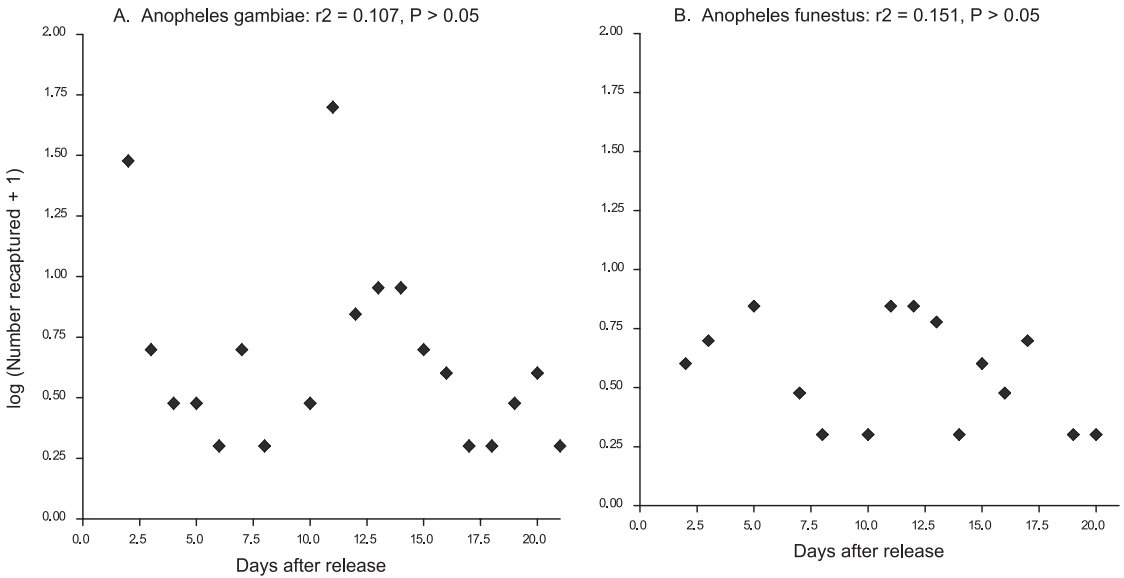 A. Anopheles gambiae: r2 = 0.107, P > 0.05
2.00
1.75
1.50
1.25
1.00
0.75
0.50
0.25
0.00
log (Number recaptured + 1)
0.0 2.5 5.0 7.5 10.0 12.5 15.0 17.5 20.0
Days after release
B. Anopheles funestus: r2 = 0.151, P > 0.05
2.00
1.75
1.50
1.25
1.00
0.75
0.50
0.25
0.00
0.0 2.5 5.0 7.5 10.0 12.5 15.0 17.5 20.0
Days after release